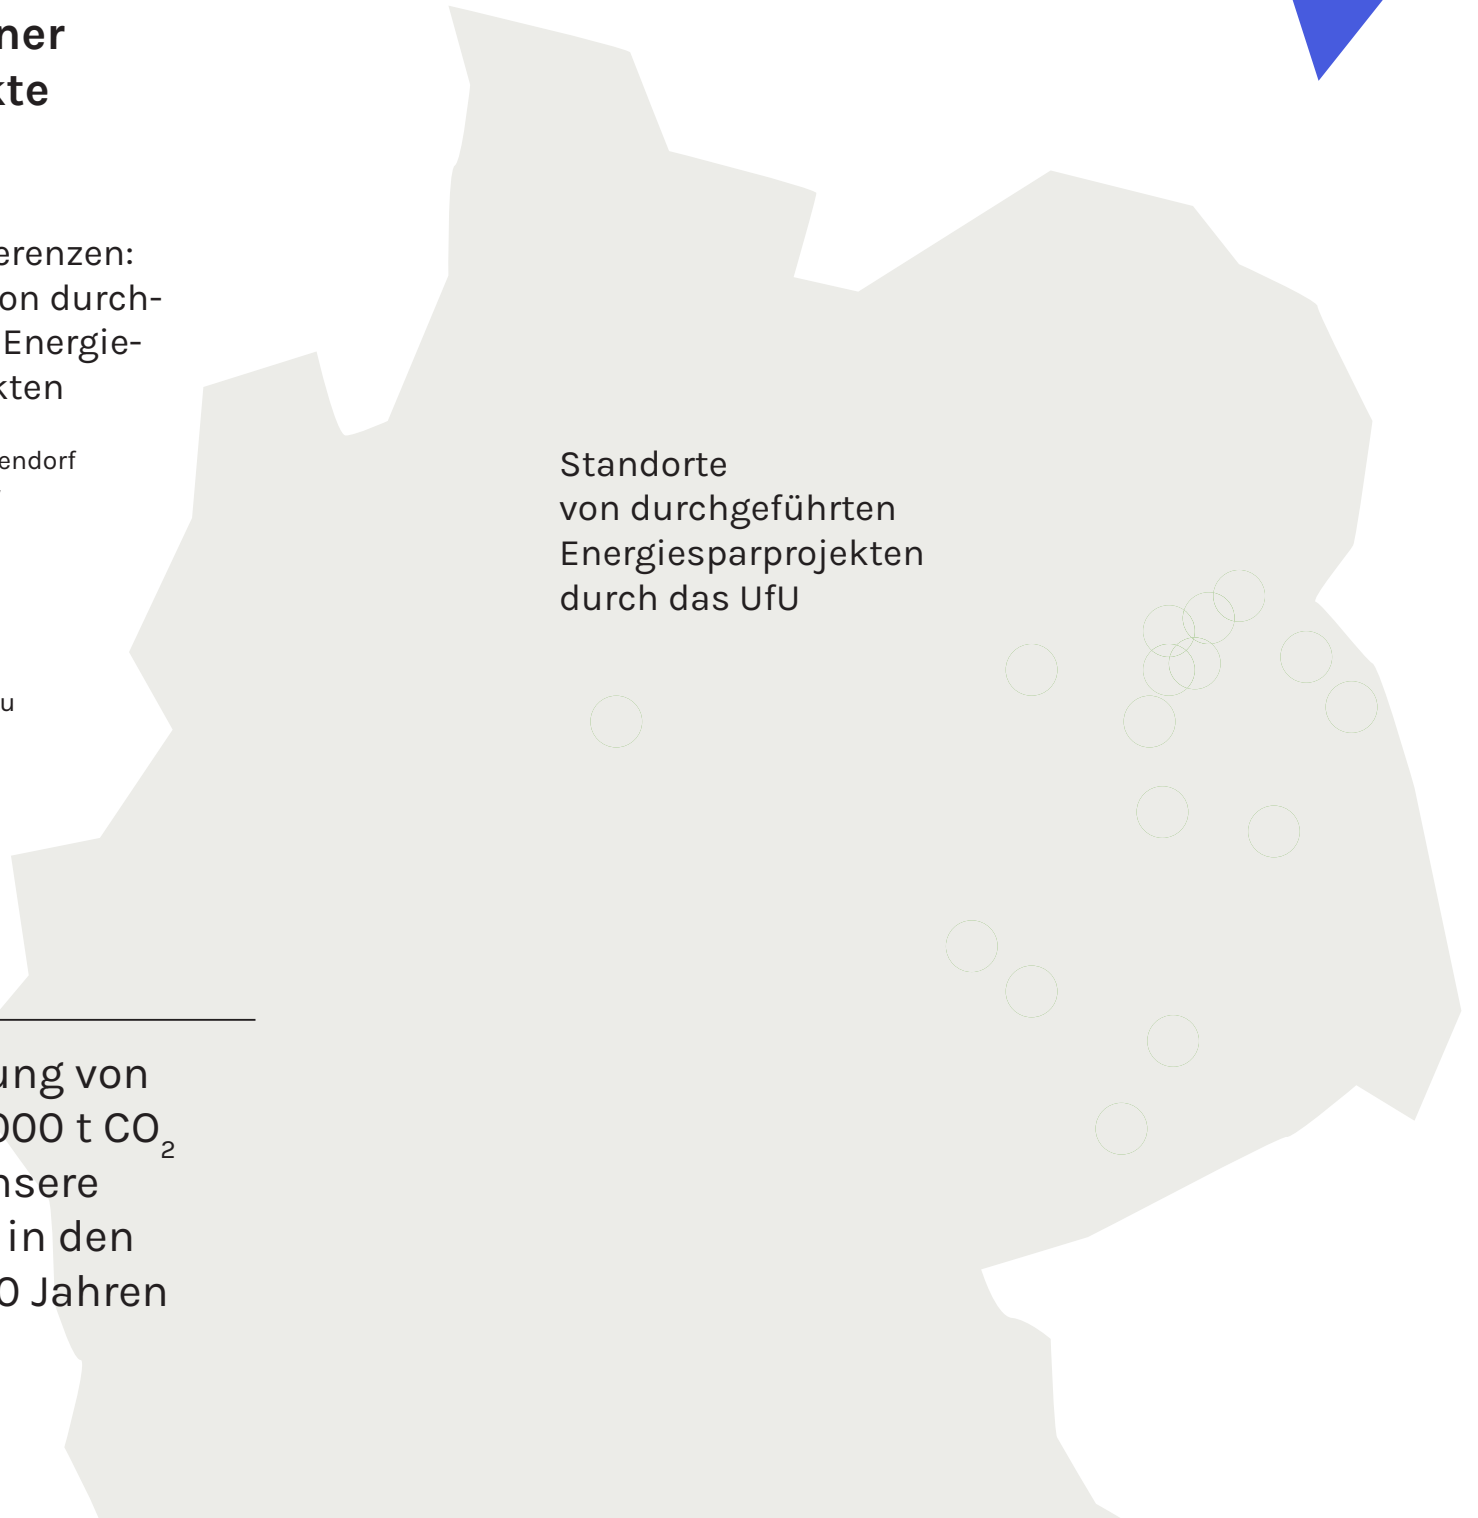 ner
kte
erenzen:
on durch-
Energie-
kten
endorf
u
Standorte
von durchgeführten
Energiesparprojekten
durch das UfU
ung von
000 t CO₂
nsere
in den
0 Jahren